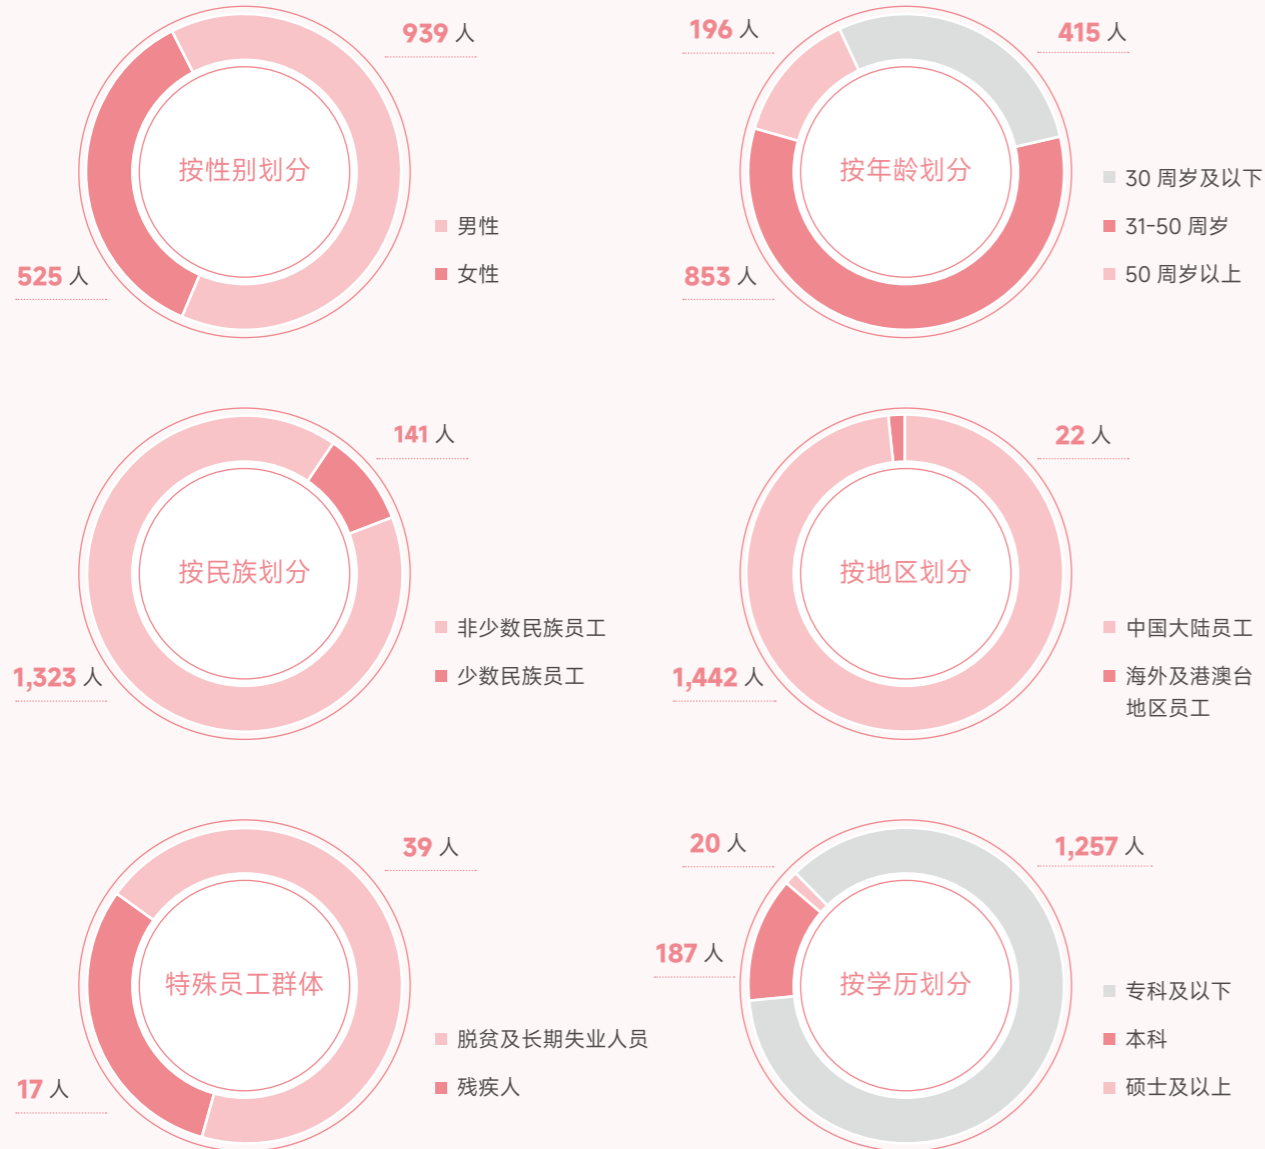 939 人
按性别划分
男性
女性
525 人
196 人
415 人
按年龄划分
30 周岁及以下
31-50 周岁
50 周岁以上
853 人
141 人
按民族划分
非少数民族员工
少数民族员工
1,323 人
22 人
按地区划分
中国大陆员工
海外及港澳台
地区员工
1,442 人
39 人
特殊员工群体
脱贫及长期失业人员
残疾人
17 人
20 人
1,257 人
187 人
按学历划分
专科及以下
本科
硕士及以上